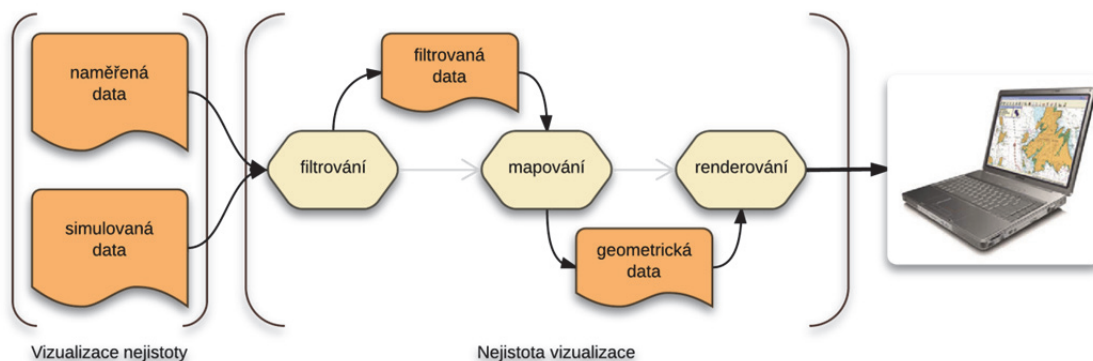 naměřená
data
simulovaná
data
filtrování
filtrovaná
data
mapování
geometrická
data
renderování
Vizualizace nejistoty
Nejistota vizualizace